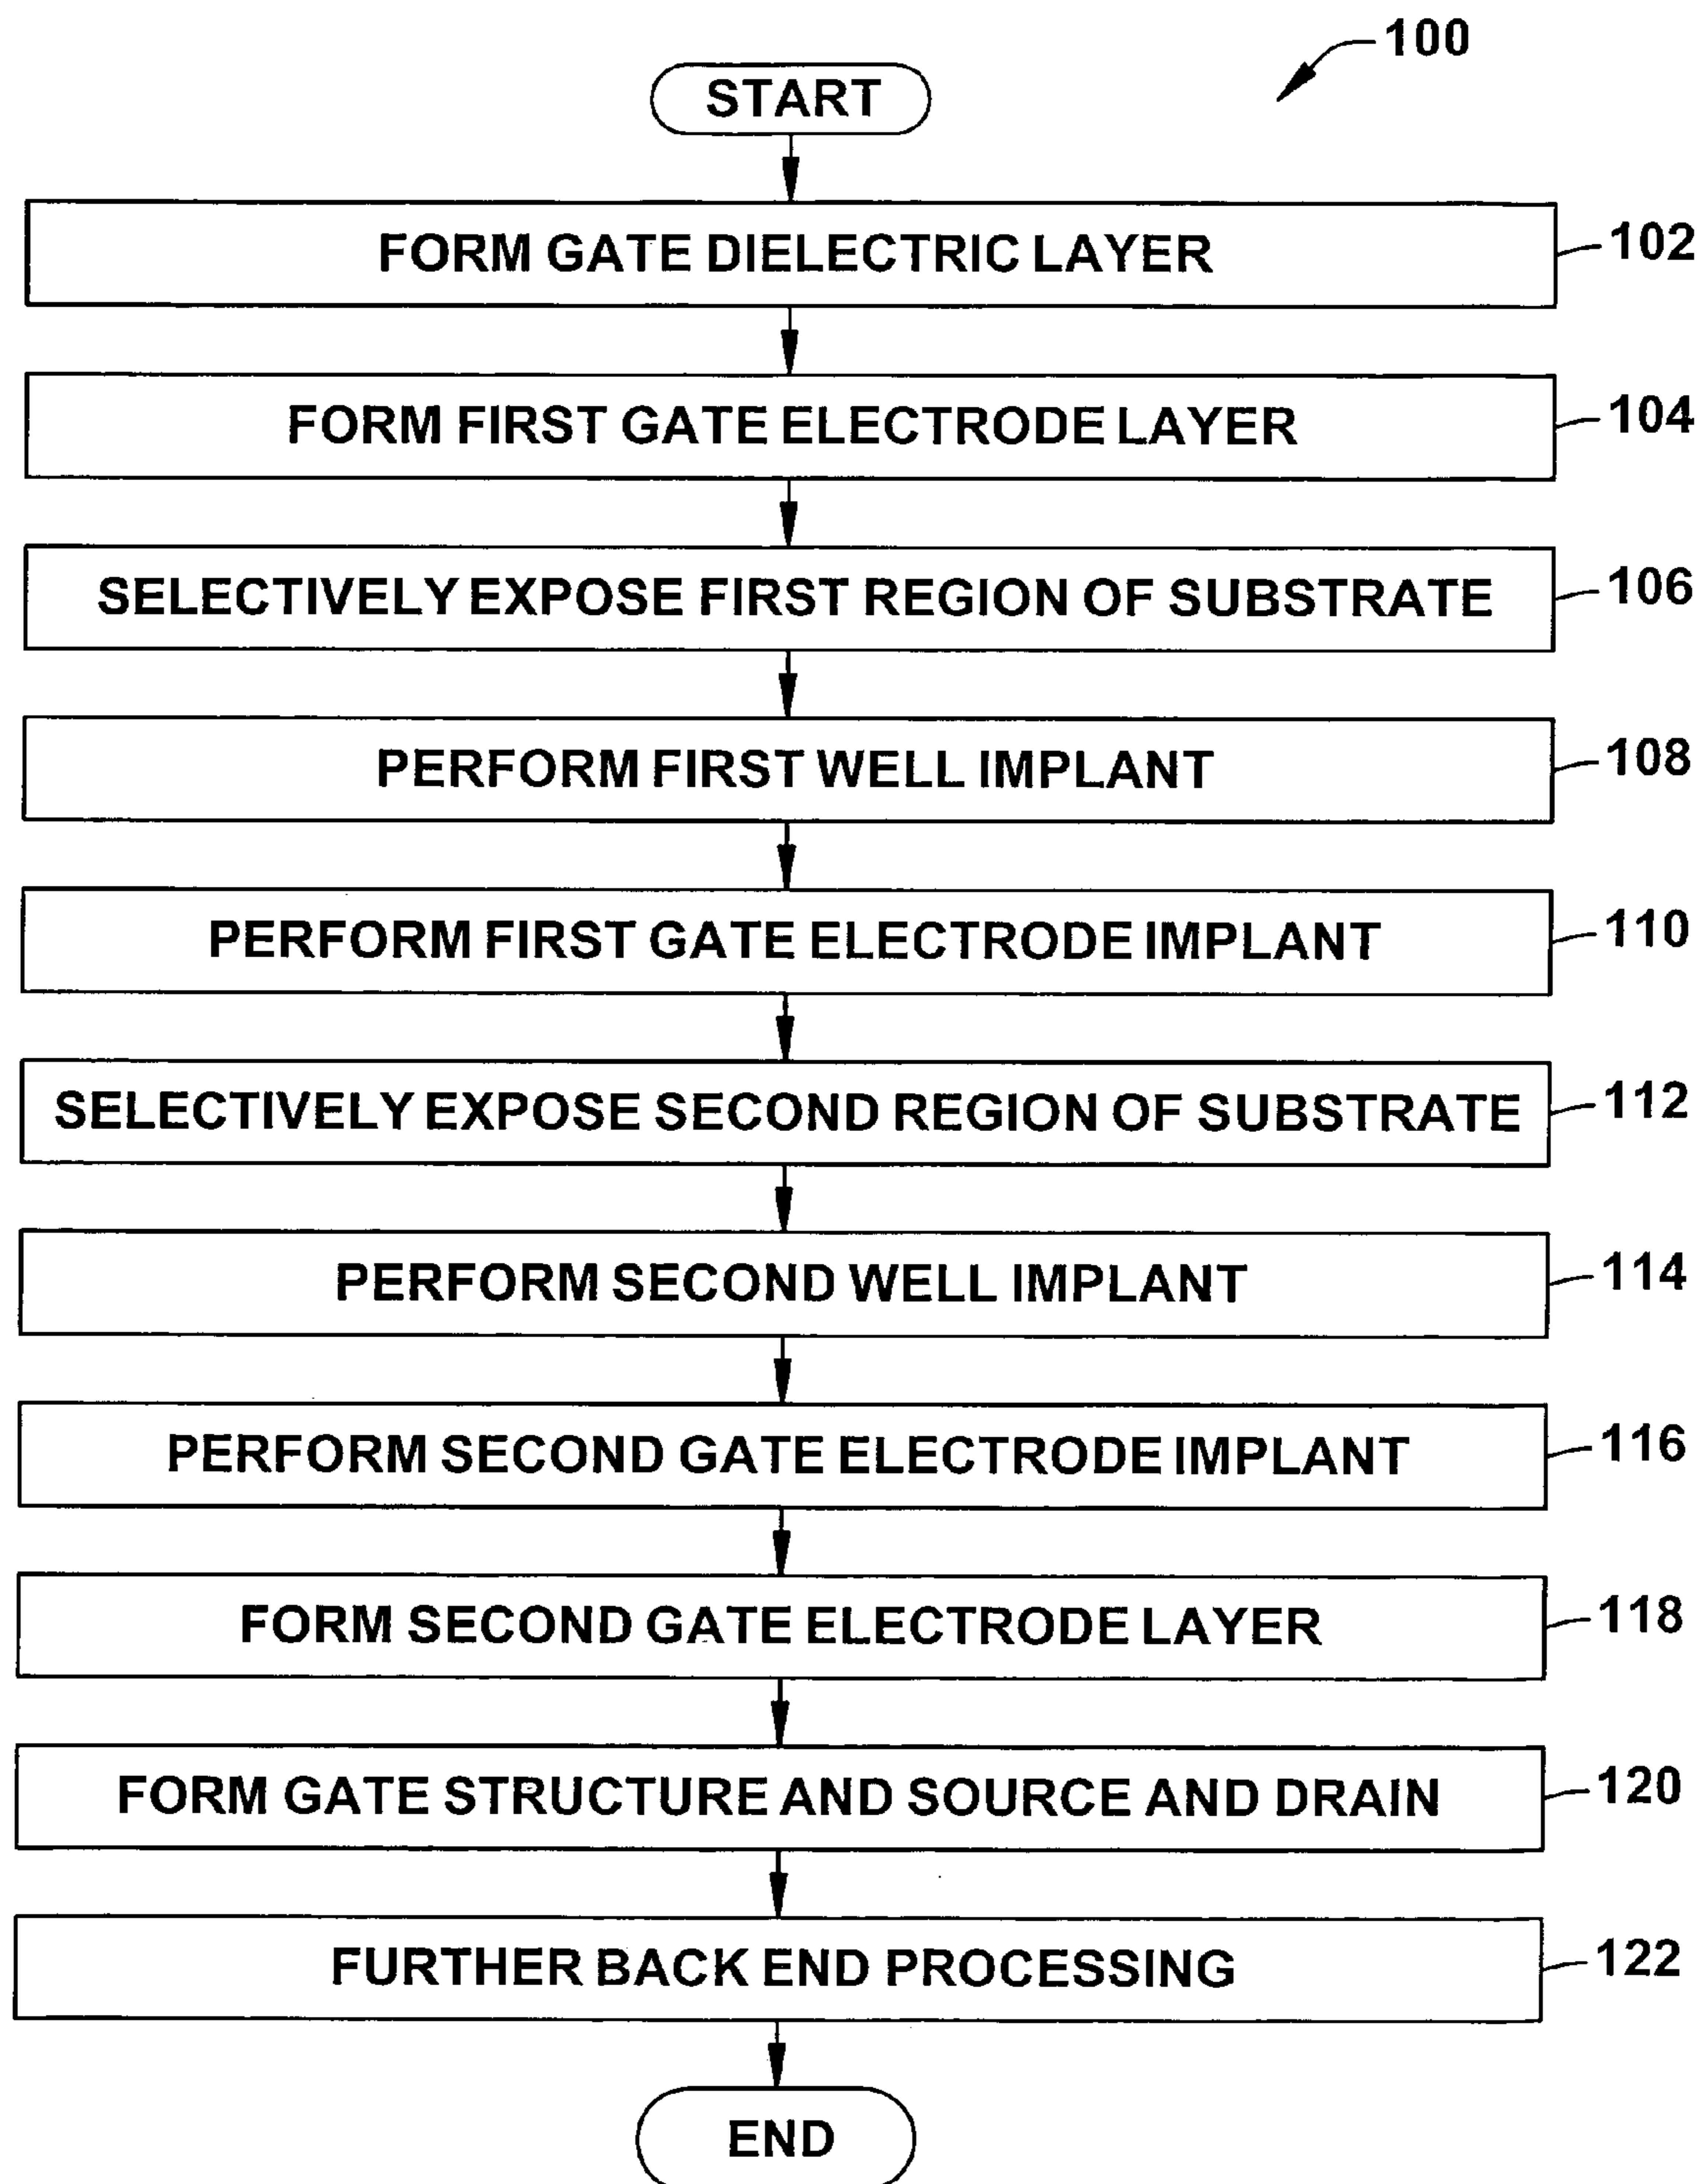 100
START
FORM GATE DIELECTRIC LAYER 102
FORM FIRST GATE ELECTRODE LAYER 104
SELECTIVELY EXPOSE FIRST REGION OF SUBSTRATE 106
PERFORM FIRST WELL IMPLANT 108
PERFORM FIRST GATE ELECTRODE IMPLANT 110
SELECTIVELY EXPOSE SECOND REGION OF SUBSTRATE 112
PERFORM SECOND WELL IMPLANT 114
PERFORM SECOND GATE ELECTRODE IMPLANT 116
FORM SECOND GATE ELECTRODE LAYER 118
FORM GATE STRUCTURE AND SOURCE AND DRAIN 120
FURTHER BACK END PROCESSING 122
END